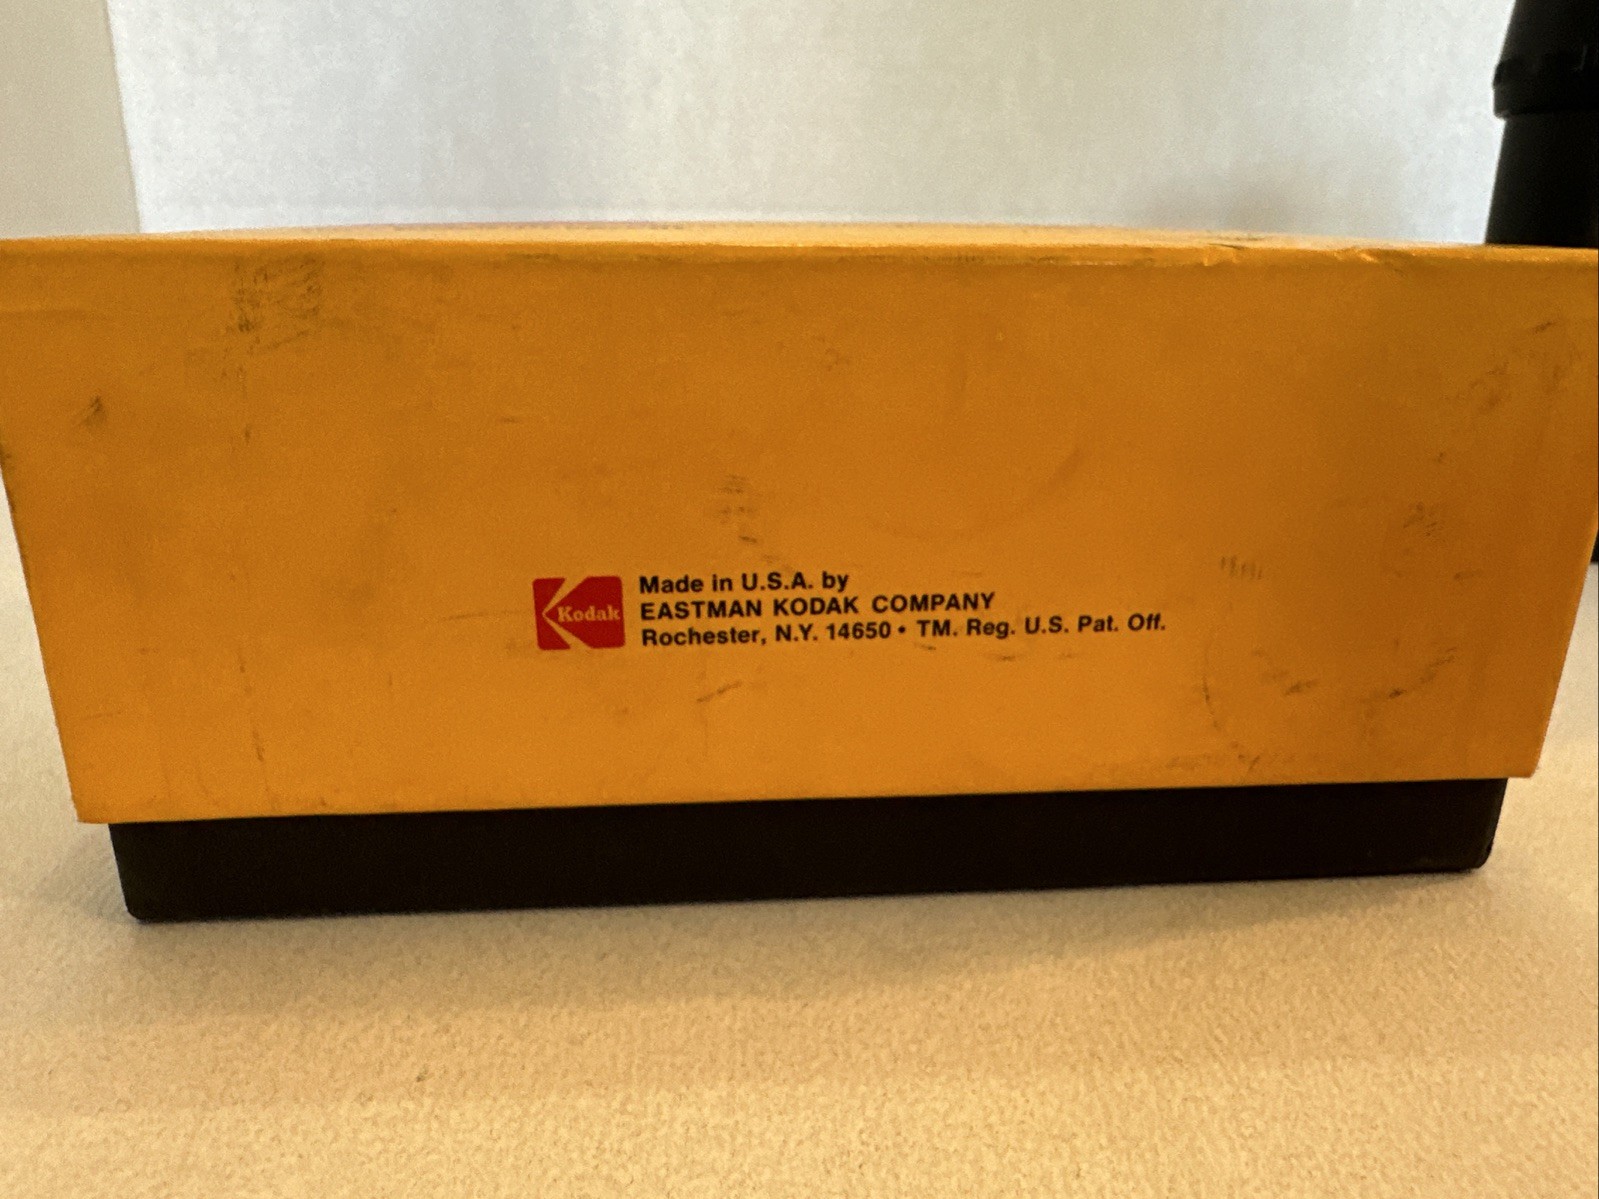 Kodak
Made in U.S.A. by
EASTMAN KODAK COMPANY
Rochester, N.Y. 14650 • TM. Reg. U.S. Pat. Off.